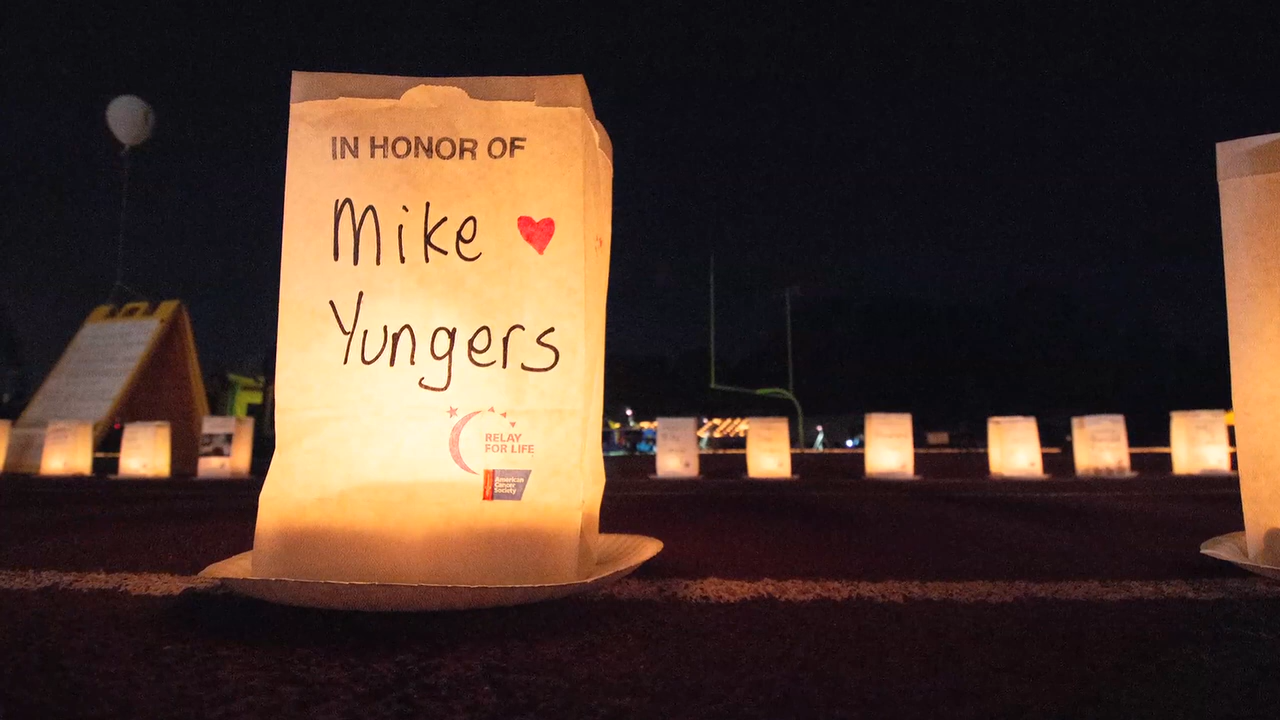 IN HONOR OF
Mike
Yungers
RELAY
FOR LIFE
American
Cancer
Society